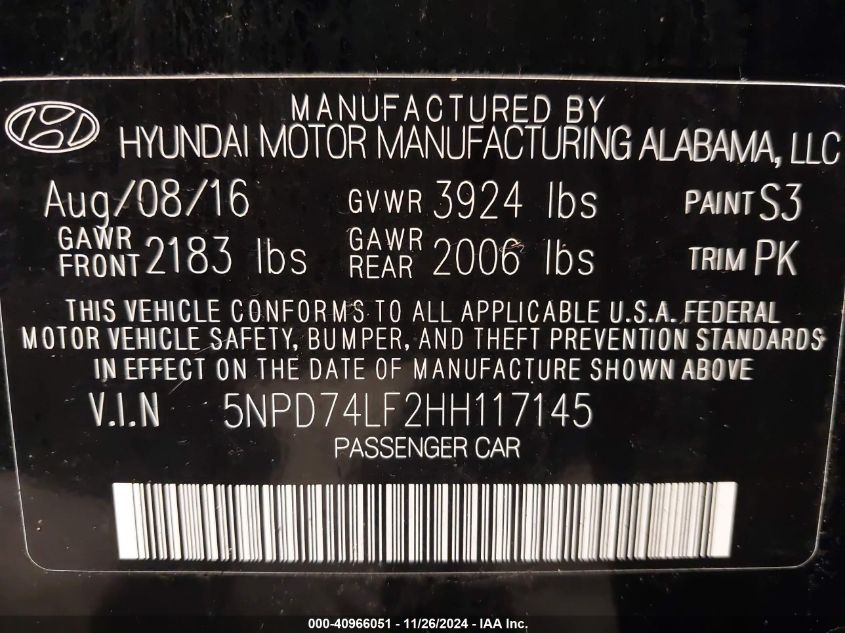 MANUFACTURED BY
HYUNDAI MOTOR MANUFACTURING ALABAMA, LLC
Aug/08/16 GVWR 3924 lbs PAINT S3
GAWR FRONT 2183 lbs GAWR REAR 2006 lbs TRIM PK
THIS VEHICLE CONFORMS TO ALL APPLICABLE U.S.A. FEDERAL
MOTOR VEHICLE SAFETY, BUMPER, AND THEFT PREVENTION STANDARDS
IN EFFECT ON THE DATE OF MANUFACTURE SHOWN ABOVE
V.I.N 5NPD74LF2HH117145
PASSENGER CAR
000-40966051 - 11/26/2024 - IAA Inc.